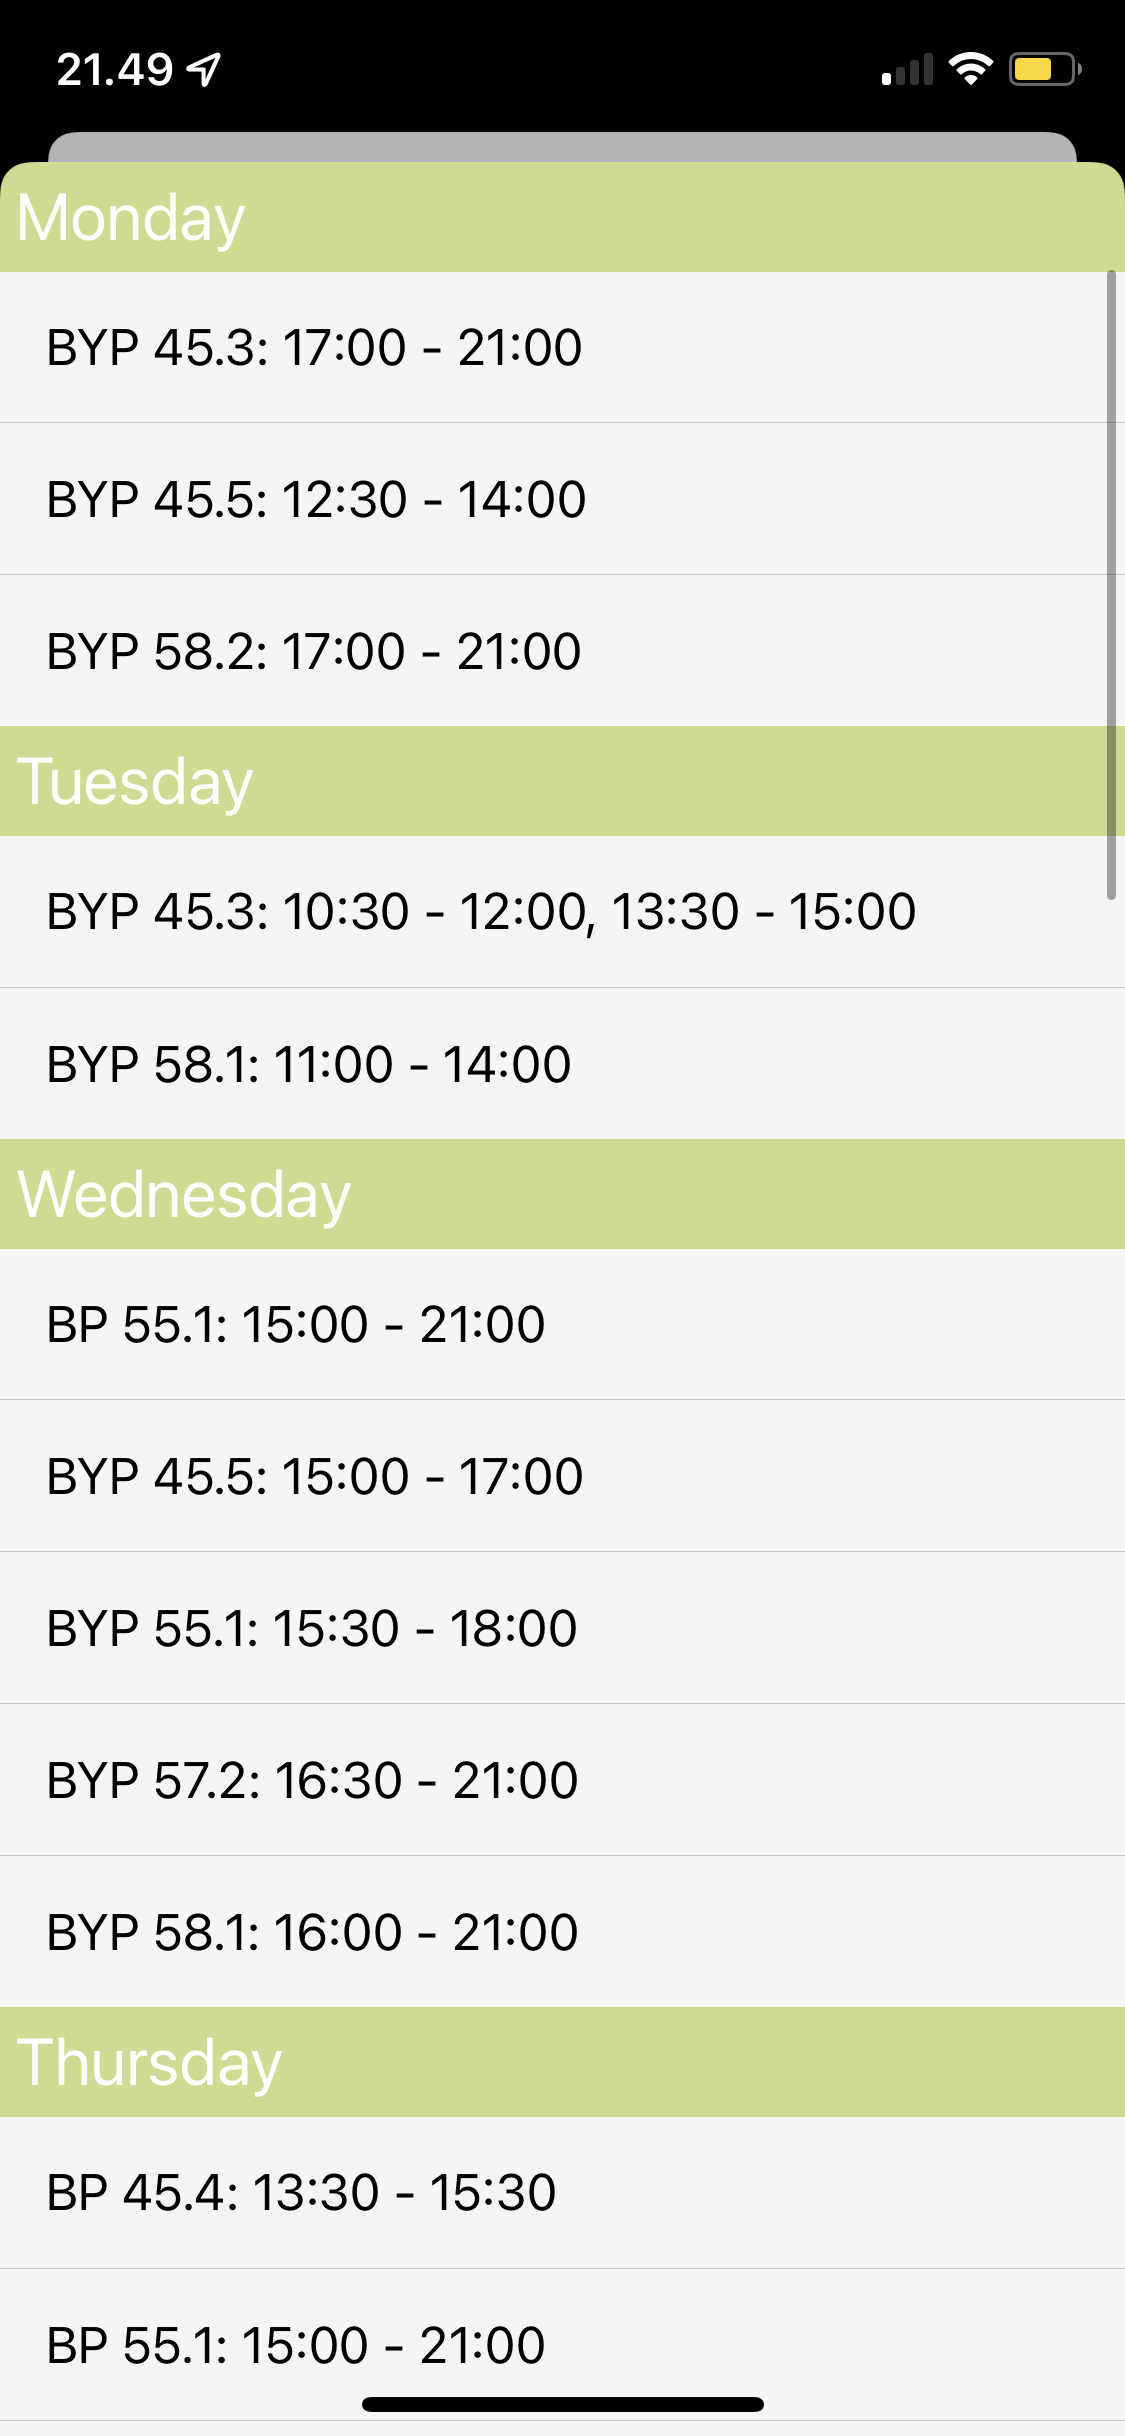 21.49
Monday
BYP 45.3: 17:00 - 21:00
BYP 45.5: 12:30 - 14:00
BYP 58.2: 17:00 - 21:00
Tuesday
BYP 45.3: 10:30 - 12:00, 13:30 - 15:00
BYP 58.1: 11:00 - 14:00
Wednesday
BP 55.1: 15:00 - 21:00
BYP 45.5: 15:00 - 17:00
BYP 55.1: 15:30 - 18:00
BYP 57.2: 16:30 - 21:00
BYP 58.1: 16:00 - 21:00
Thursday
BP 45.4: 13:30 - 15:30
BP 55.1: 15:00 - 21:00